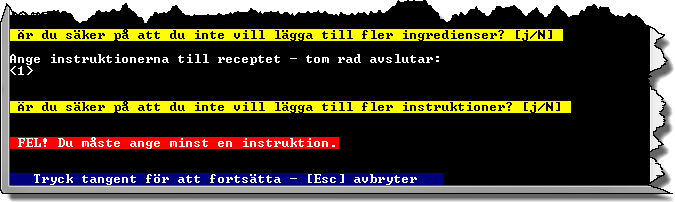 Är du säker på att du inte vill lägga till fler ingredienser? [j/N]
Ange instruktionerna till receptet - tom rad avslutar:
<1>
Är du säker på att du inte vill lägga till fler instruktioner? [j/N]
FEL! Du måste ange minst en instruktion.
Tryck tangent för att fortsätta - [Esc] avbryter